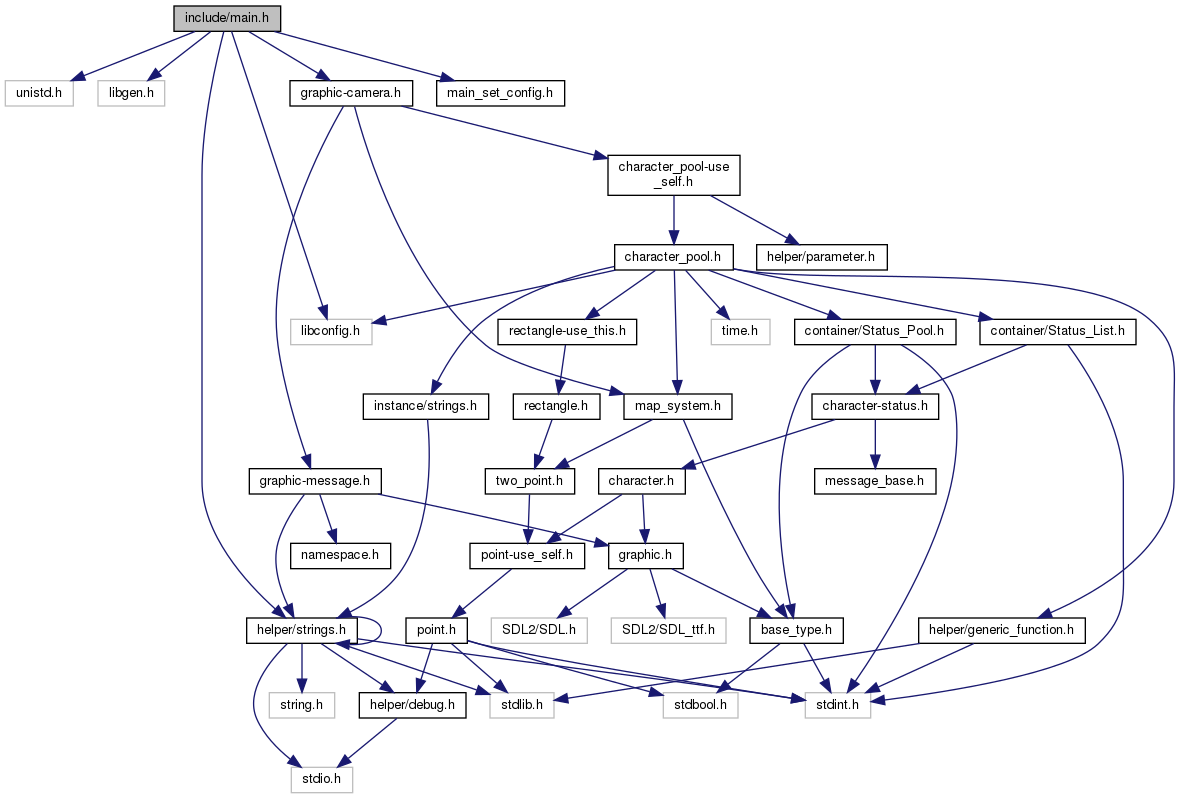 include/main.h
unistd.h
libgen.h
graphic-camera.h
main_set_config.h
character_pool-use
_self.h
character_pool.h
helper/parameter.h
libconfig.h
rectangle-use_this.h
time.h
container/Status_Pool.h
container/Status_List.h
instance/strings.h
rectangle.h
map_system.h
character-status.h
graphic-message.h
two_point.h
character.h
message_base.h
namespace.h
point-use_self.h
graphic.h
helper/strings.h
point.h
SDL2/SDL.h
SDL2/SDL_ttf.h
base_type.h
helper/generic_function.h
string.h
helper/debug.h
stdlib.h
stdbool.h
stdint.h
stdio.h